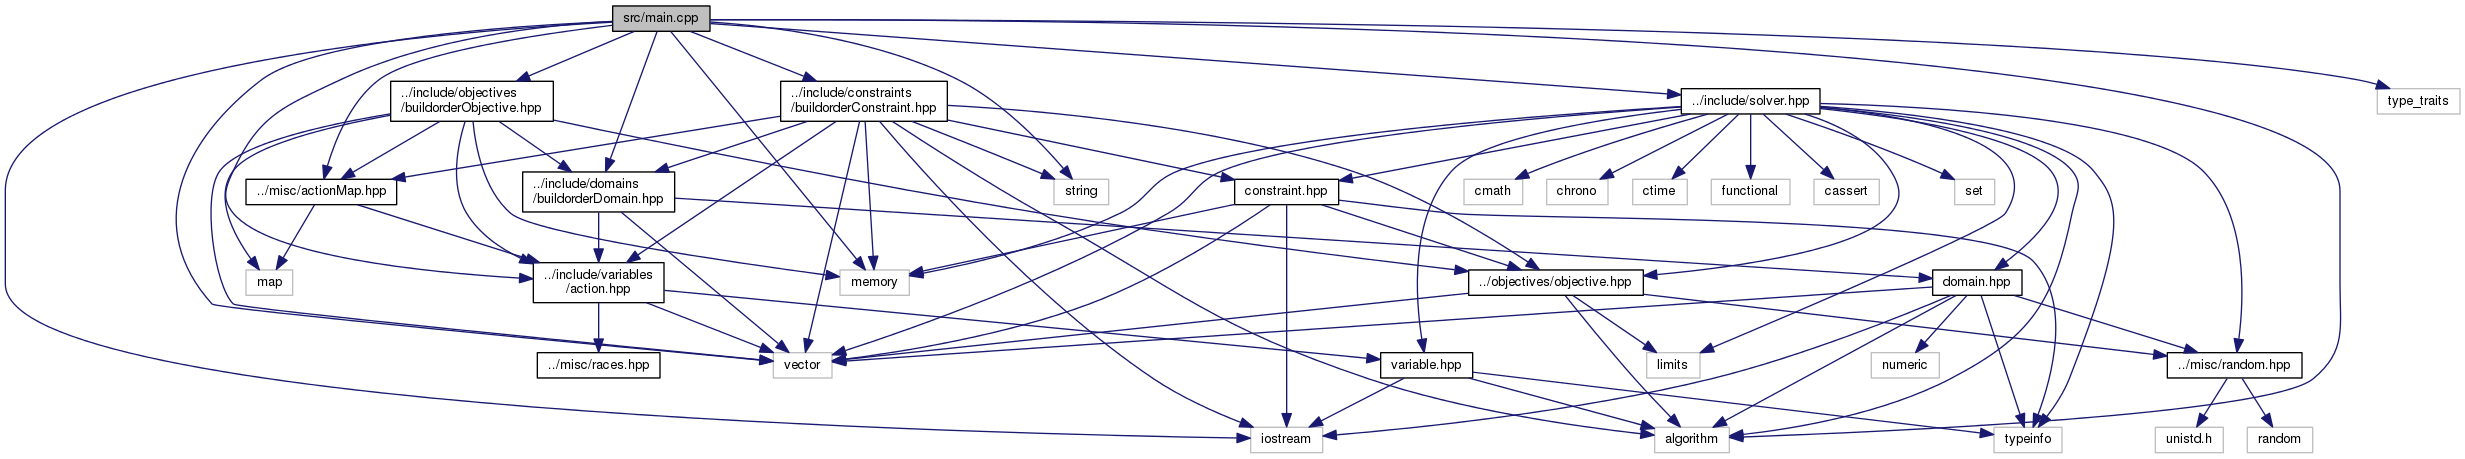 src/main.cpp
../include/objectives
/buildorderObjective.hpp
../include/constraints
/buildorderConstraint.hpp
../include/solver.hpp
type_traits
../misc/actionMap.hpp
../include/domains
/buildorderDomain.hpp
string
constraint.hpp
cmath
chrono
ctime
functional
cassert
set
map
../include/variables
/action.hpp
memory
../objectives/objective.hpp
domain.hpp
../misc/races.hpp
vector
variable.hpp
limits
numeric
../misc/random.hpp
iostream
algorithm
typeinfo
unistd.h
random